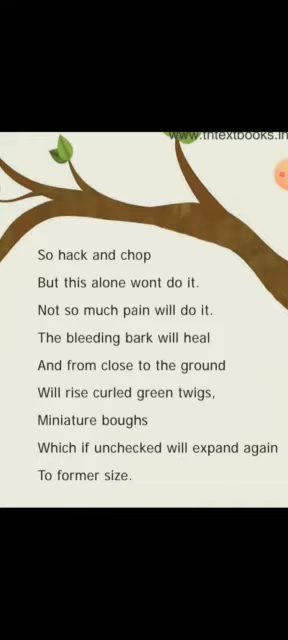 www.tntextbooks.in
So hack and chop
But this alone wont do it.
Not so much pain will do it.
The bleeding bark will heal
And from close to the ground
Will rise curled green twigs,
Miniature boughs
Which if unchecked will expand again
To former size.